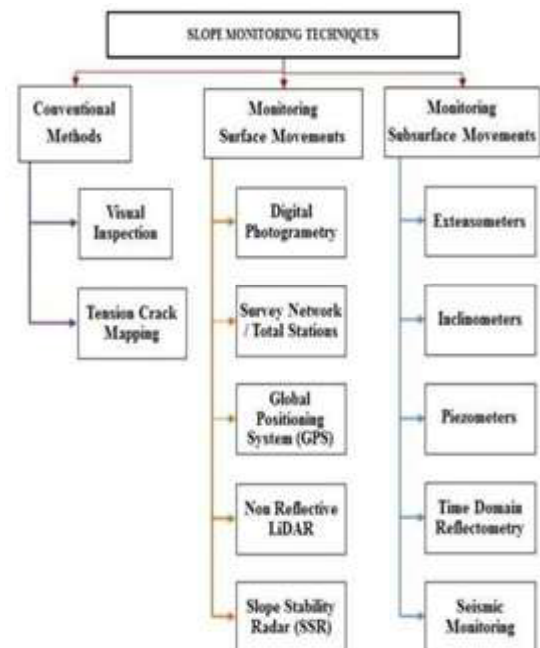 SLOPE MONITORING TECHNIQUES
Conventional
Methods
Visual
Inspection
Tension Crack
Mapping
Monitoring
Surface Movements
Digital
Photogrametry
Survey Network
/ Total Stations
Global
Positioning
System (GPS)
Non Reflective
LiDAR
Slope Stability
Radar (SSR)
Monitoring
Subsurface Movements
Extensometers
Inclinometers
Piezometers
Time Domain
Reflectometry
Seismic
Monitoring